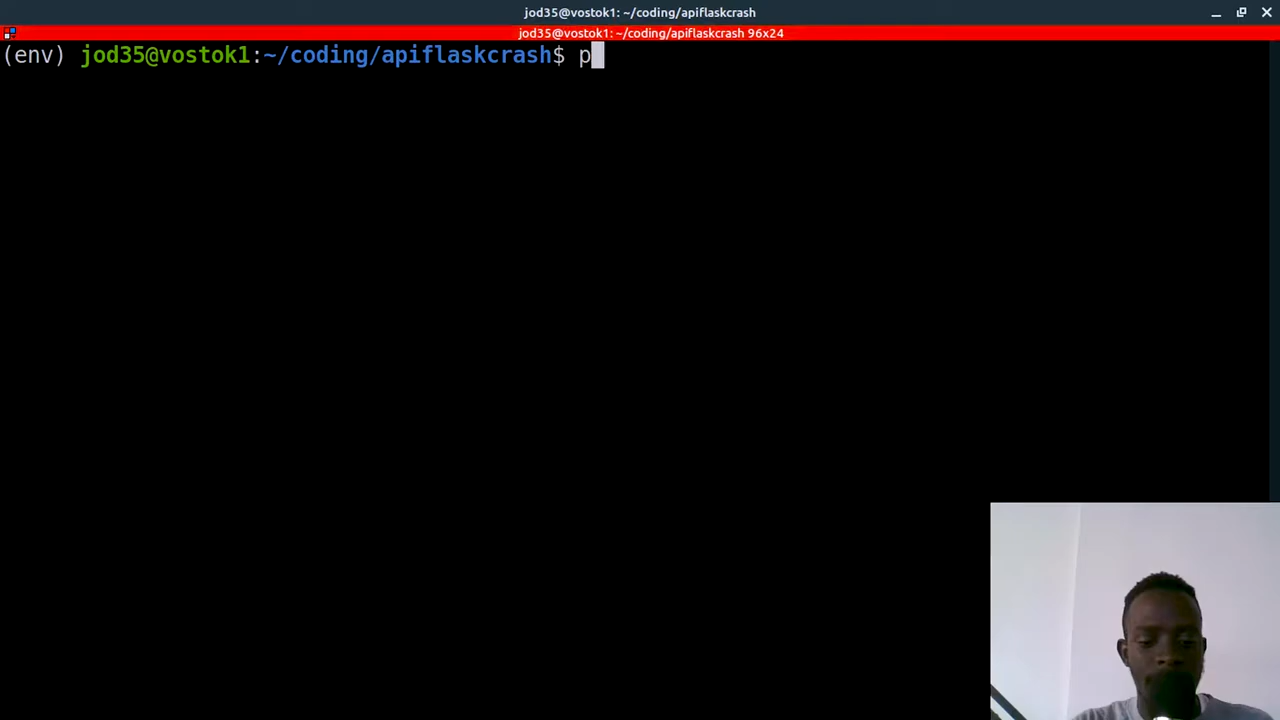 jod35@vostok1: ~/coding/apiflaskcrash
jod35@vostok1: ~/coding/apiflaskcrash 96x24
(env) jod35@vostok1:~/coding/apiflaskcrash$ p